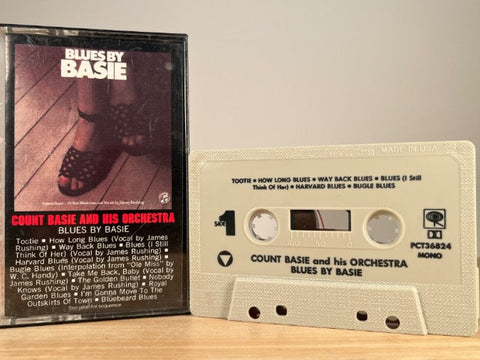 BLUES BY
BASIE
COUNT BASIE AND HIS ORCHESTRA
BLUES BY BASIE
Tootie • How Long Blues (Vocal by James
Rushing) • Way Back Blues • Blues (I Still
Think Of Her) (Vocal by James Rushing) •
Harvard Blues (Vocal by James Rushing) •
Bugle Blues (Interpolation from "Ole Miss" by
W. C. Handy) • Take Me Back, Baby (Vocal by
James Rushing) • The Golden Bullet • Nobody
Knows (Vocal by James Rushing) • Royal
Garden Blues • I'm Gonna Move To The
Outskirts Of Town • Bluebeard Blues
MADE IN USA
TOOTIE • HOW LONG BLUES • WAY BACK BLUES • BLUES (I Still
Think Of Her) • HARVARD BLUES • BUGLE BLUES
SIDE 1
100 50
PCT36824
MONO
COUNT BASIE and his ORCHESTRA
BLUES BY BASIE